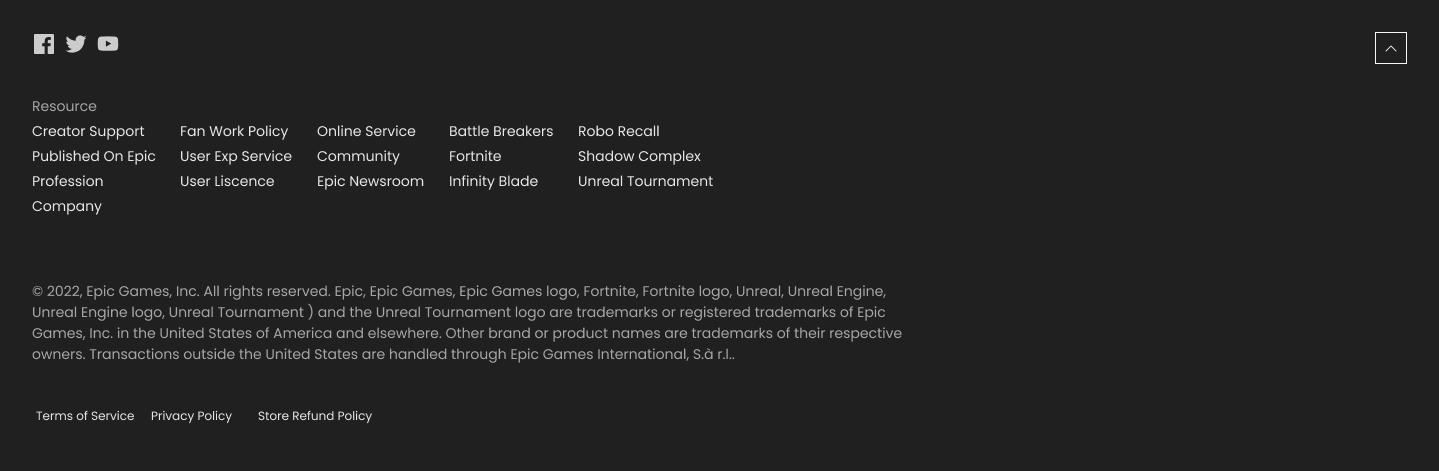 Resource
Creator Support Fan Work Policy Online Service Battle Breakers Robo Recall
Published On Epic User Exp Service Community Fortnite Shadow Complex
Profession User Liscence Epic Newsroom Infinity Blade Unreal Tournament
Company
© 2022, Epic Games, Inc. All rights reserved. Epic, Epic Games, Epic Games logo, Fortnite, Fortnite logo, Unreal, Unreal Engine,
Unreal Engine logo, Unreal Tournament ) and the Unreal Tournament logo are trademarks or registered trademarks of Epic
Games, Inc. in the United States of America and elsewhere. Other brand or product names are trademarks of their respective
owners. Transactions outside the United States are handled through Epic Games International, S.à r.l..
Terms of Service Privacy Policy Store Refund Policy